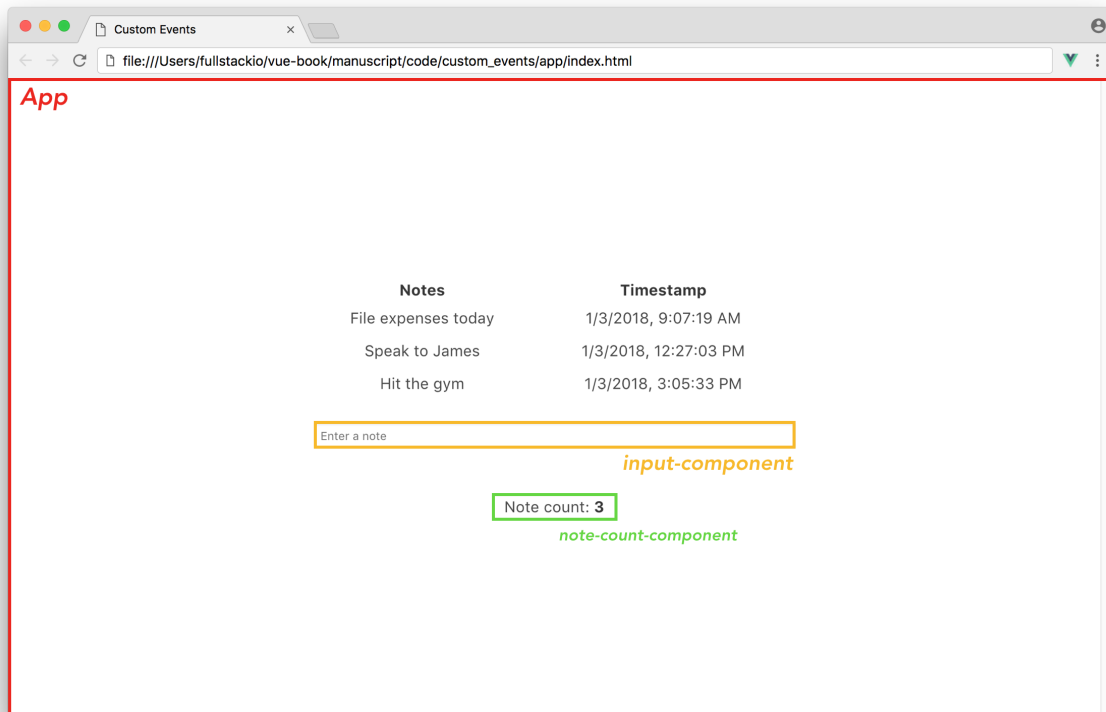 Custom Events
file:///Users/fullstackio/vue-book/manuscript/code/custom_events/app/index.html
App
Notes Timestamp
File expenses today 1/3/2018, 9:07:19 AM
Speak to James 1/3/2018, 12:27:03 PM
Hit the gym 1/3/2018, 3:05:33 PM
Enter a note
input-component
Note count: 3
note-count-component